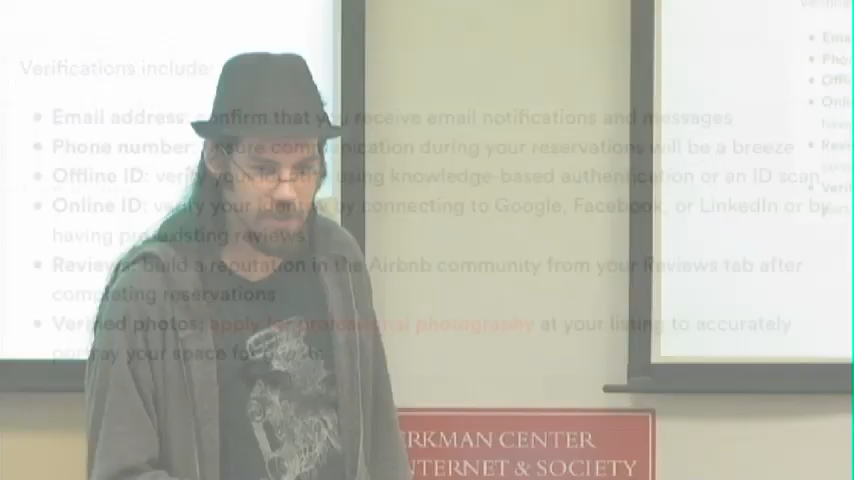 Verifications include:
• Email address: confirm that you receive email notifications and messages
• Phone number: ensure communication during your reservations will be a breeze
• Offline ID: verify your identity using knowledge-based authentication or an ID scan
• Online ID: verify your identity by connecting to Google, Facebook, or LinkedIn or by
having pre-existing reviews
• Reviews: build a reputation in the Airbnb community from your Reviews tab after
completing reservations
• Verified photos: apply for professional photography at your listing to accurately
portray your space for
ERKMAN CENTER
NTERNET & SOCIETY